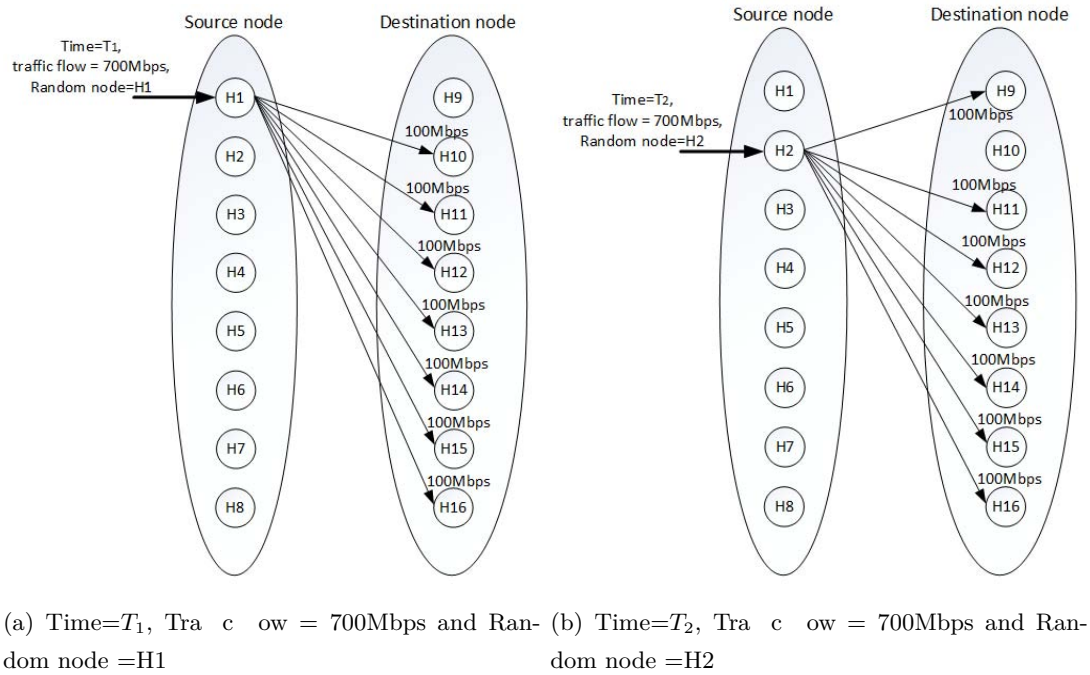 Source node
Destination node
Time=T1,
traffic flow = 700Mbps,
Random node=H1
H1
H2
H3
H4
H5
H6
H7
H8
H9
100Mbps
H10
100Mbps
H11
100Mbps
H12
100Mbps
H13
100Mbps
H14
100Mbps
H15
100Mbps
H16
(a) Time=T1, Tra c ow = 700Mbps and Ran-
dom node =H1
Source node
Destination node
Time=T2,
traffic flow = 700Mbps,
Random node=H2
H1
H2
H3
H4
H5
H6
H7
H8
H9
100Mbps
H10
100Mbps
H11
100Mbps
H12
100Mbps
H13
100Mbps
H14
100Mbps
H15
100Mbps
H16
(b) Time=T2, Tra c ow = 700Mbps and Ran-
dom node =H2